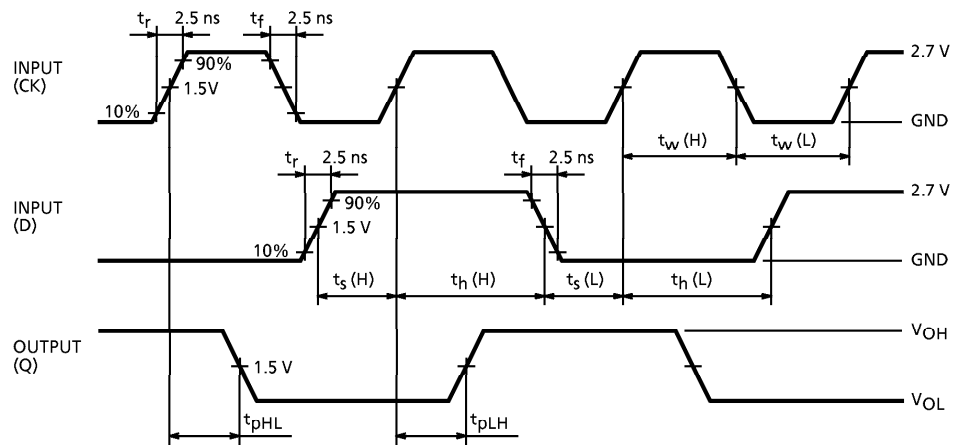 tr 2.5 ns tf 2.5 ns
INPUT
(CK)
90%
1.5V
10%
2.7 V
GND
tw (H) tw (L)
tr 2.5 ns tf 2.5 ns
INPUT
(D)
90%
1.5 V
10%
2.7 V
GND
ts (H) th (H) ts (L) th (L)
OUTPUT
(Q)
1.5 V
VOH
VOL
tpHL tpLH